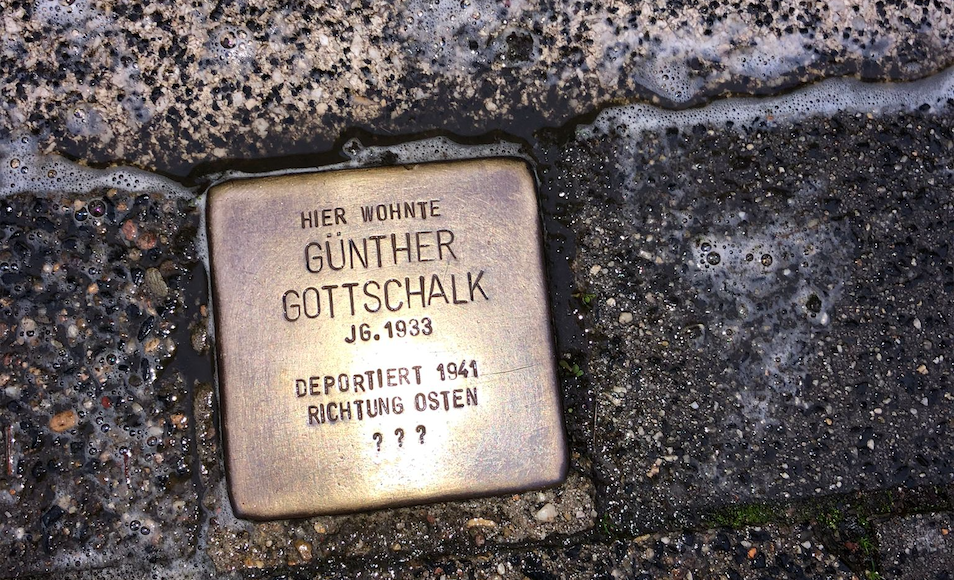 HIER WOHNTE
GÜNTHER
GOTTSCHALK
JG. 1933
DEPORTIERT 1941
RICHTUNG OSTEN
? ? ?